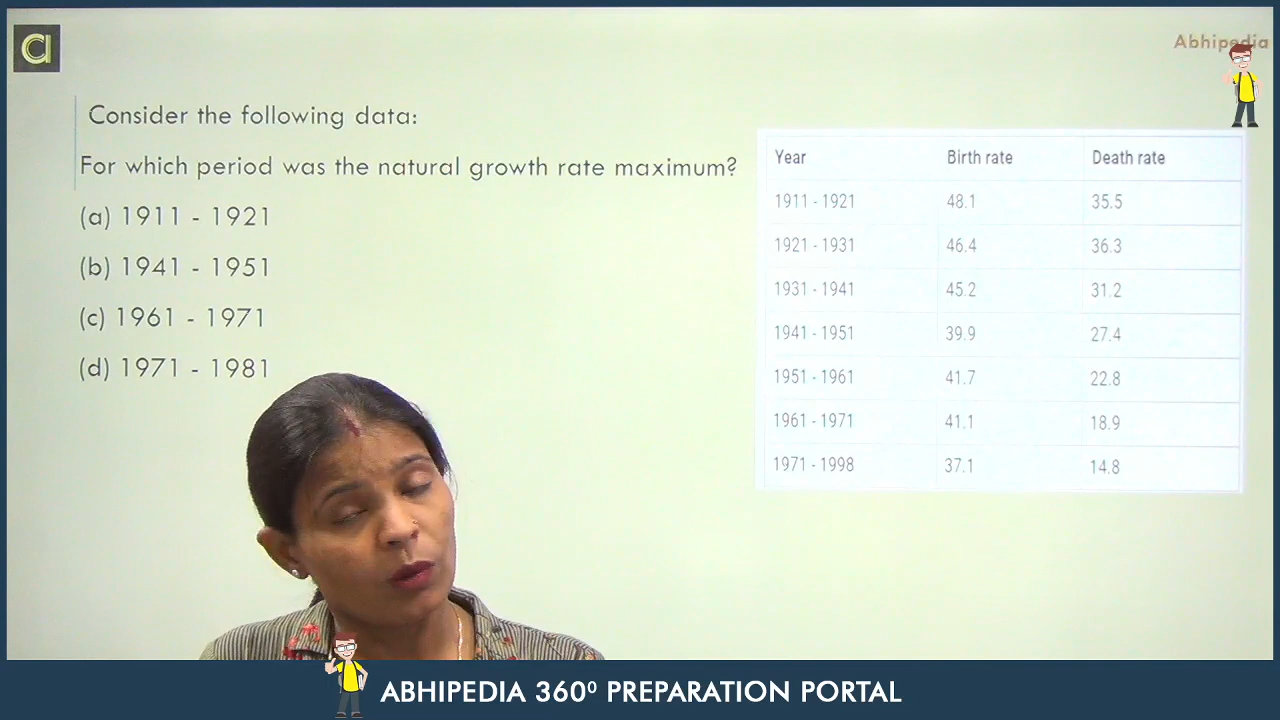 Abhipedia
Consider the following data:
For which period was the natural growth rate maximum?
(a) 1911 - 1921
(b) 1941 - 1951
(c) 1961 - 1971
(d) 1971 - 1981
Year Birth rate Death rate
1911 - 1921 48.1 35.5
1921 - 1931 46.4 36.3
1931 - 1941 45.2 31.2
1941 - 1951 39.9 27.4
1951 - 1961 41.7 22.8
1961 - 1971 41.1 18.9
1971 - 1998 37.1 14.8
ABHIPEDIA 360⁰ PREPARATION PORTAL